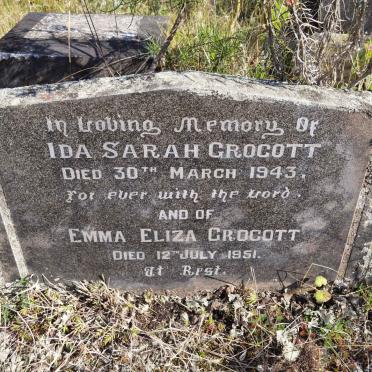 In Loving Memory Of
IDA SARAH GROCOTT
DIED 30TH MARCH 1943.
For ever with the Lord.
AND OF
EMMA ELIZA GROCOTT
DIED 12TH JULY 1951.
At Rest.